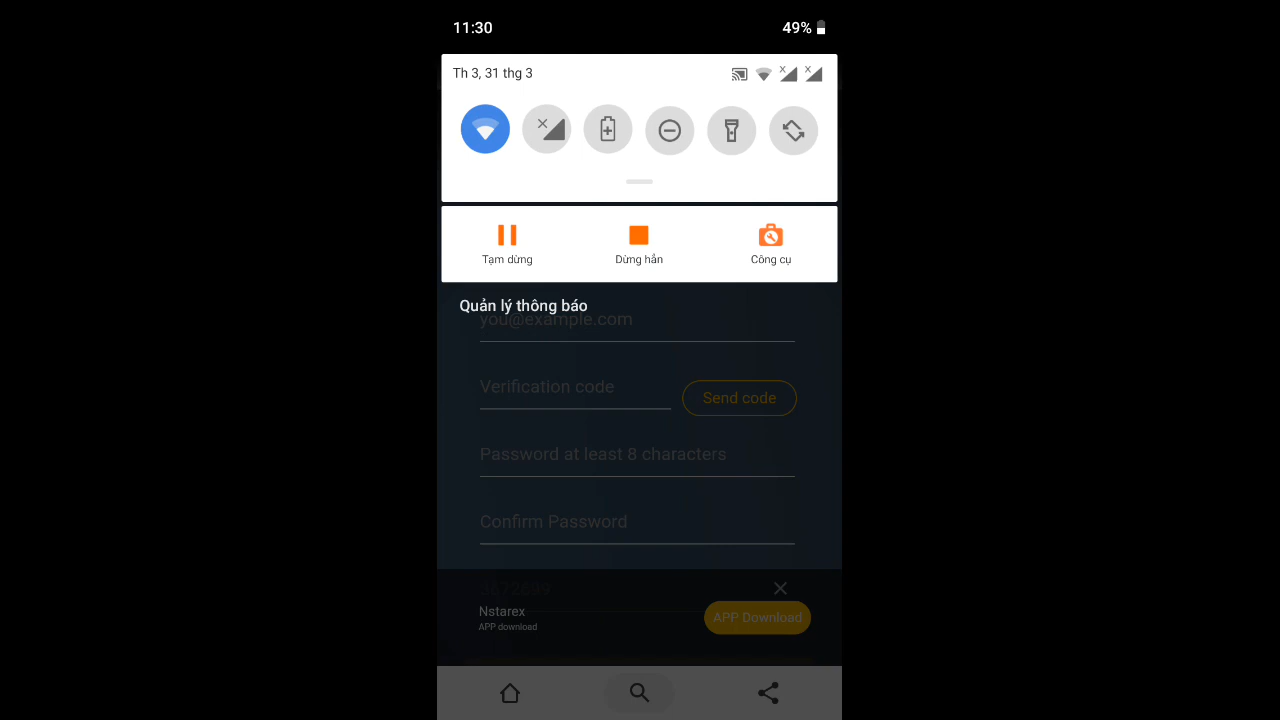 11:30
49%
Th 3, 31 thg 3
Tạm dừng
Dừng hẳn
Công cụ
Quản lý thông báo
you@example.com
Verification code
Send code
Password at least 8 characters
Confirm Password
3672699
Nstarex
APP download
APP Download